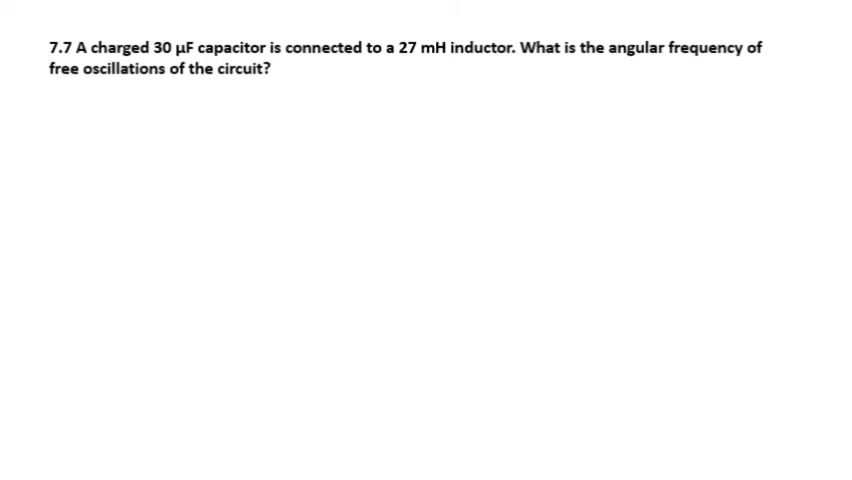 7.7 A charged 30 µF capacitor is connected to a 27 mH inductor. What is the angular frequency of
free oscillations of the circuit?